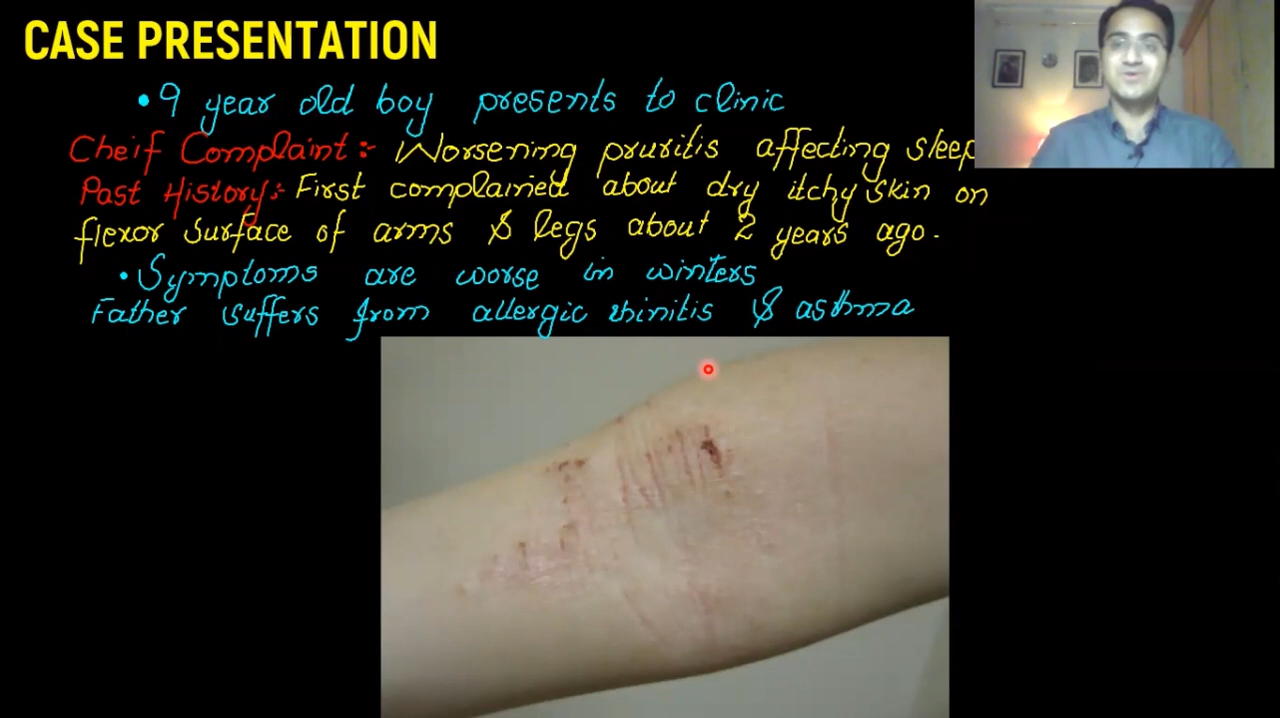 CASE PRESENTATION
• 9 year old boy presents to clinic
Cheif Complaint :- Worsening pruritis affecting sleep
Past History :- First complained about dry itchy skin on
flexor surface of arms & legs about 2 years ago.
• Symptoms are worse in winters
Father suffers from allergic rhinitis & asthma